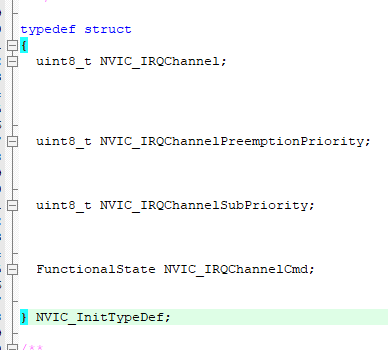 typedef struct
{
uint8_t NVIC_IRQChannel;
uint8_t NVIC_IRQChannelPreemptionPriority;
uint8_t NVIC_IRQChannelSubPriority;
FunctionalState NVIC_IRQChannelCmd;
} NVIC_InitTypeDef;
/**